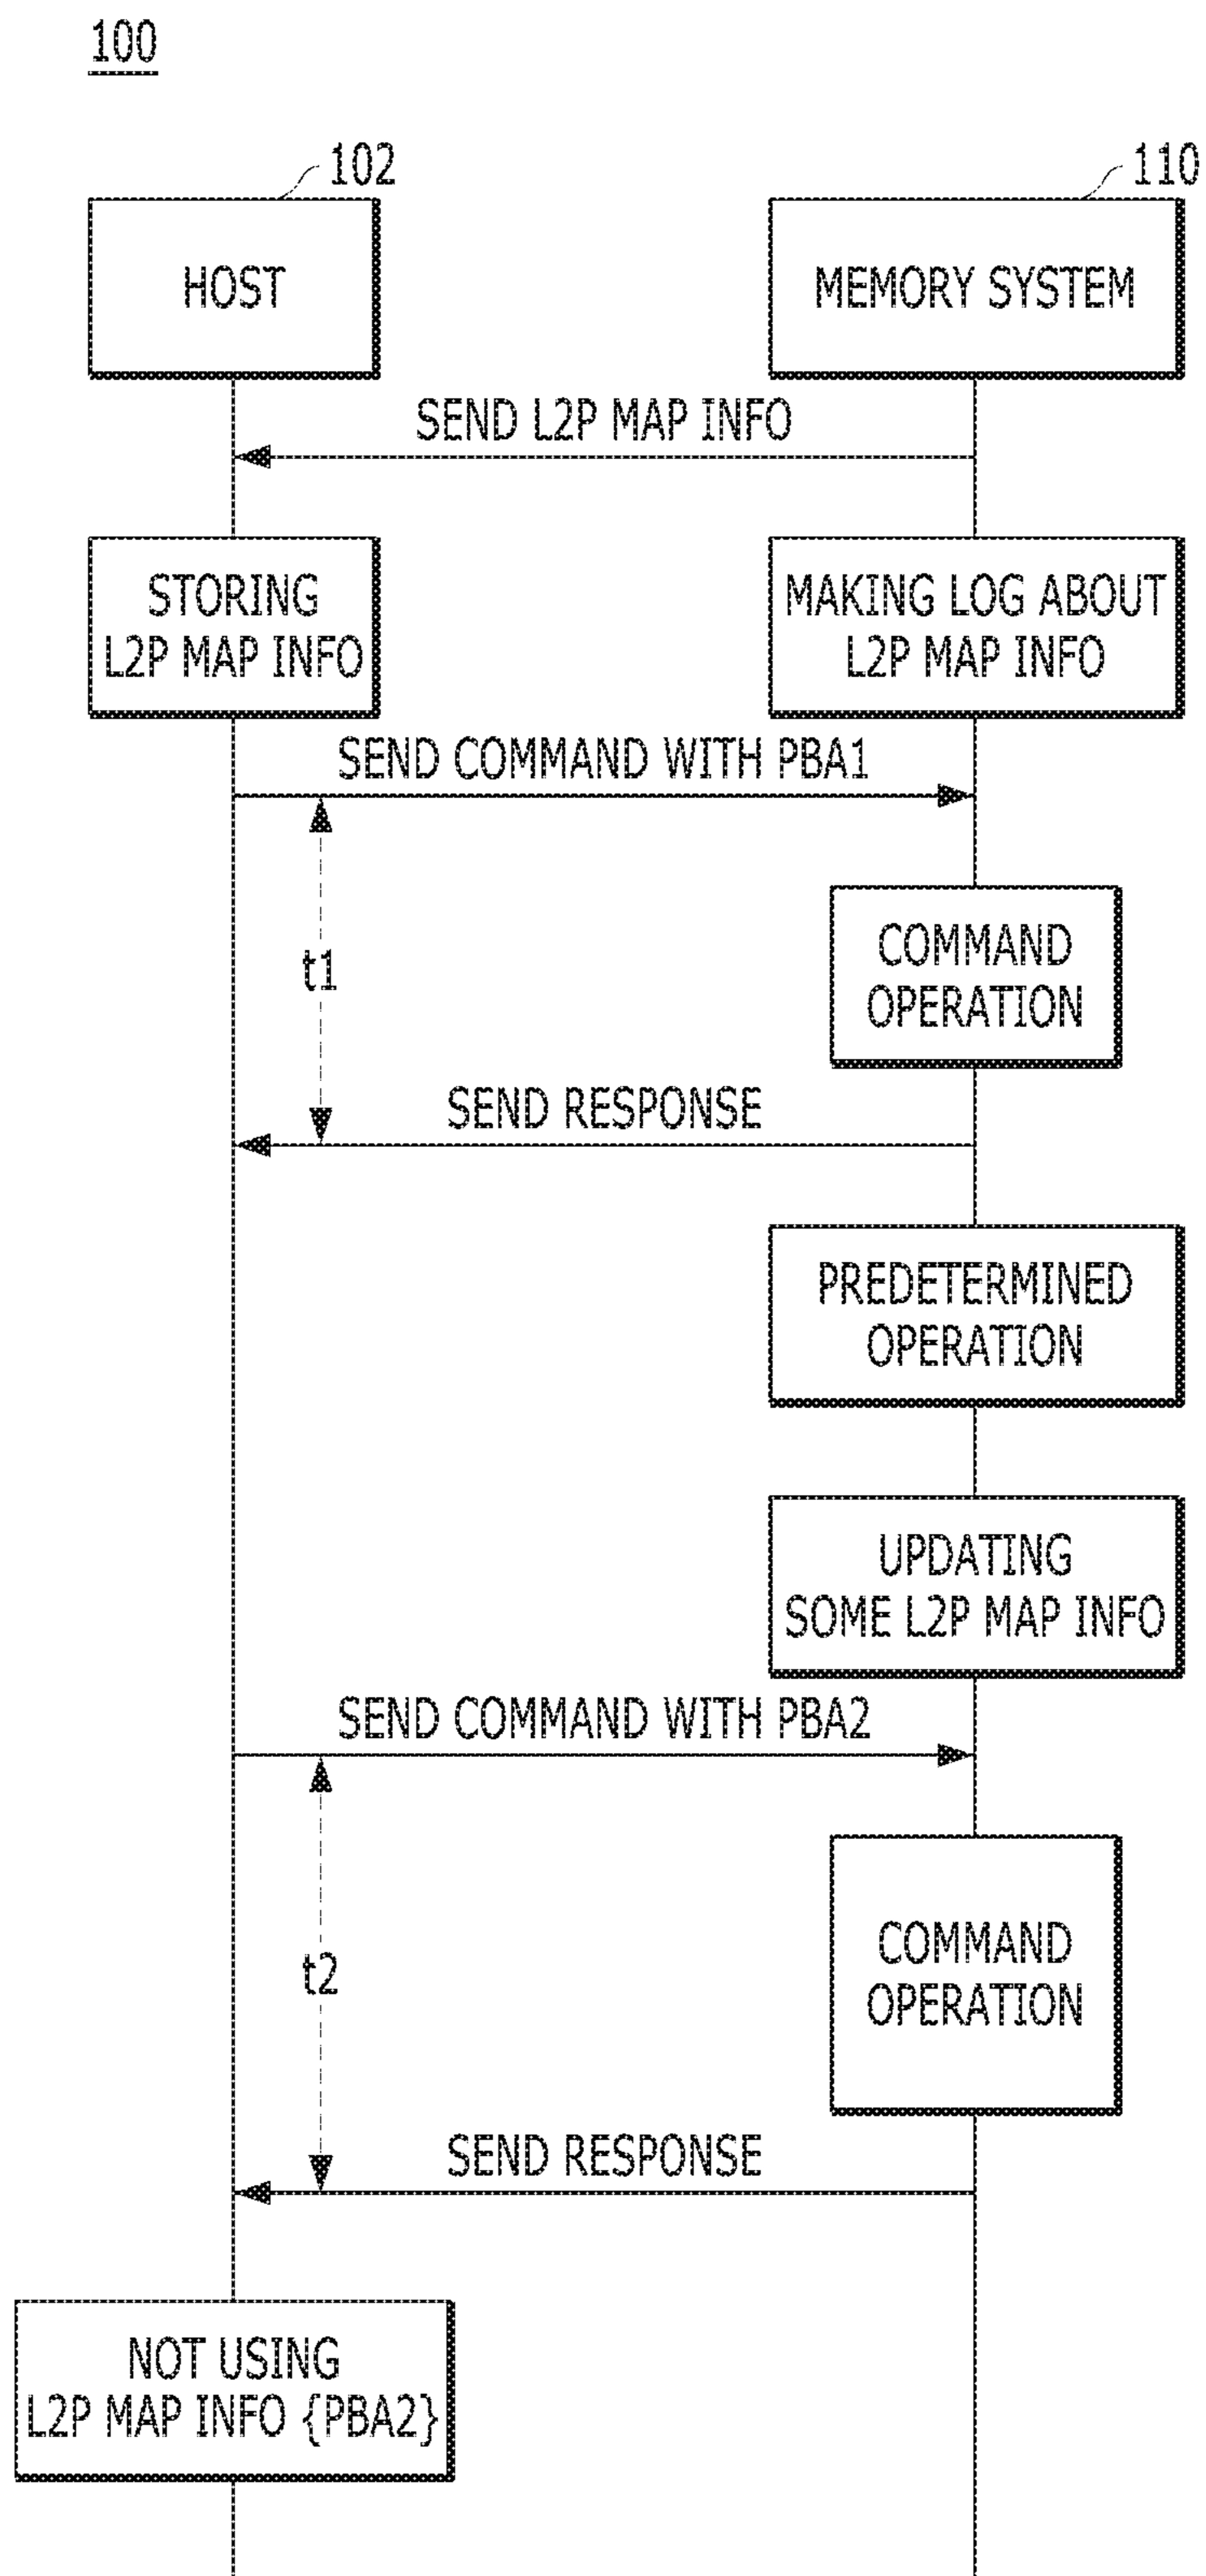 100
102
110
HOST
MEMORY SYSTEM
SEND L2P MAP INFO
STORING
L2P MAP INFO
MAKING LOG ABOUT
L2P MAP INFO
SEND COMMAND WITH PBA1
COMMAND
OPERATION
t1
SEND RESPONSE
PREDETERMINED
OPERATION
UPDATING
SOME L2P MAP INFO
SEND COMMAND WITH PBA2
COMMAND
OPERATION
t2
SEND RESPONSE
NOT USING
L2P MAP INFO {PBA2}